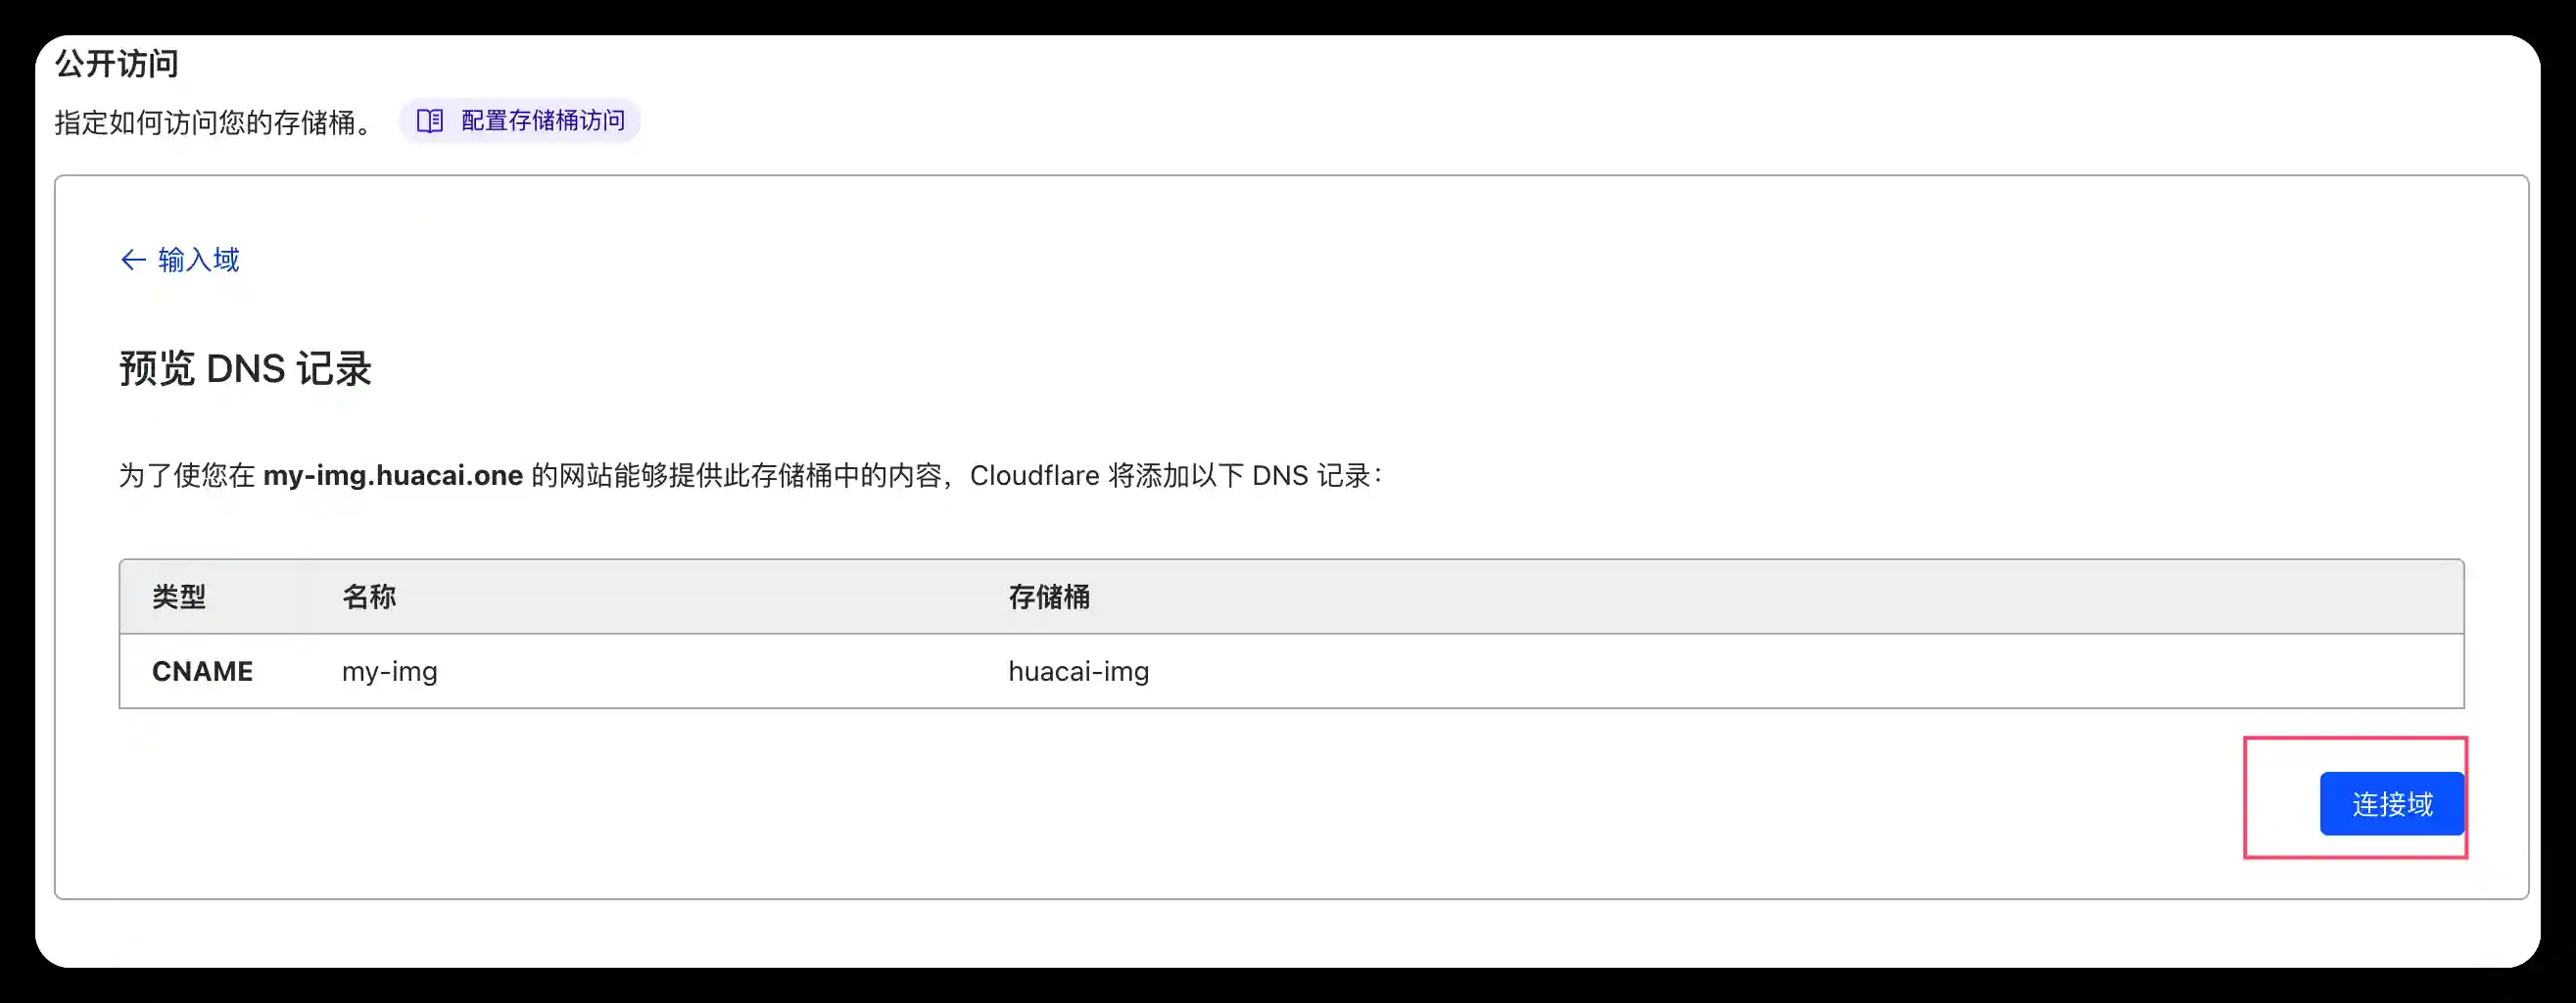 公开访问
指定如何访问您的存储桶。 配置存储桶访问
← 输入域
预览 DNS 记录
为了使您在 my-img.huacai.one 的网站能够提供此存储桶中的内容，Cloudflare 将添加以下 DNS 记录：
类型 名称 存储桶
CNAME my-img huacai-img
连接域